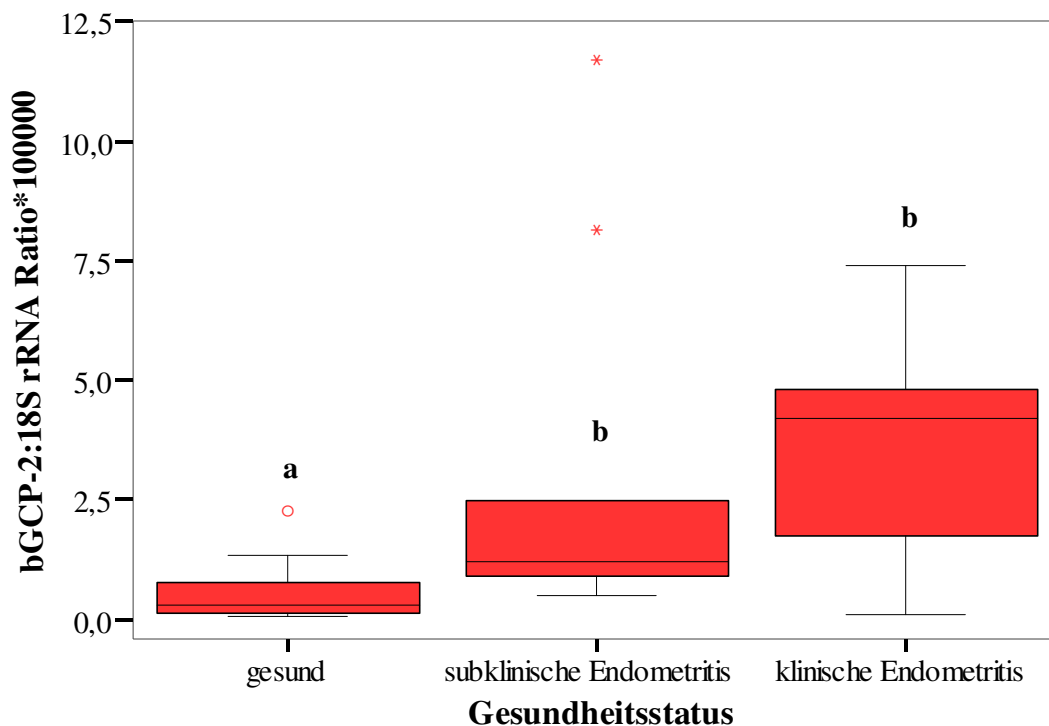 bGCP-2:18S rRNA Ratio*100000
12,5
10,0
7,5
5,0
2,5
0,0
a
b
b
gesund
subklinische Endometritis
klinische Endometritis
Gesundheitsstatus